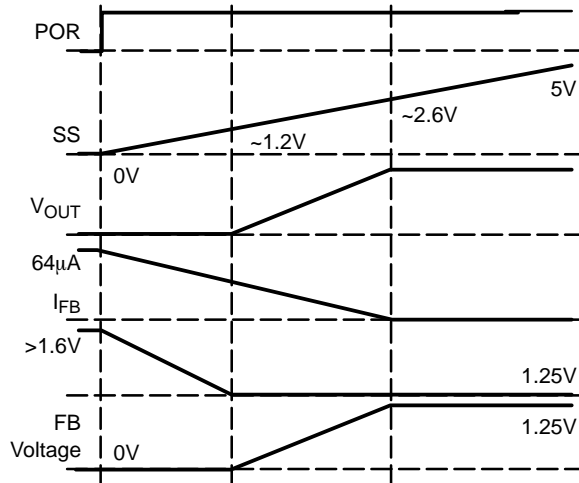 POR
5V
SS
~2.6V
~1.2V
0V
VOUT
64μA
IFB
>1.6V
1.25V
FB
1.25V
Voltage
0V